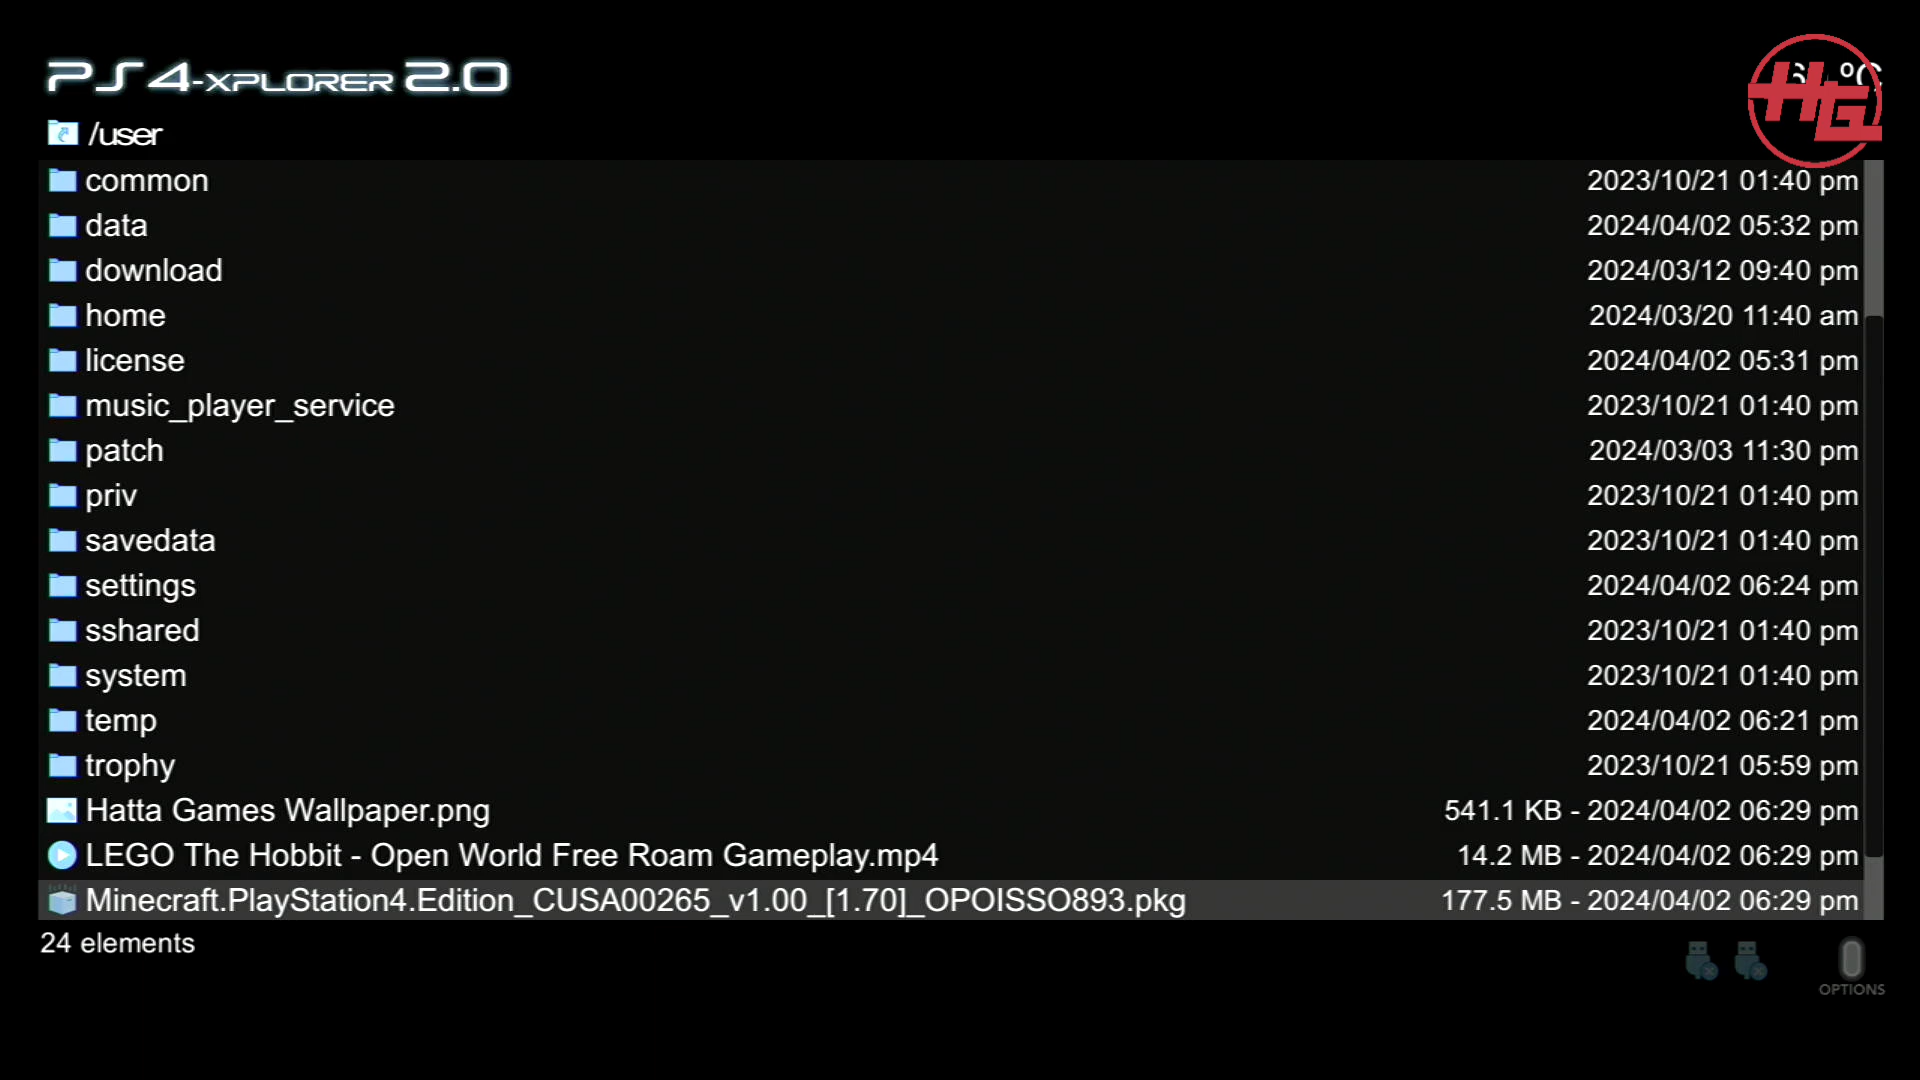 PS4-XPLORER 2.0
/user
common 2023/10/21 01:40 pm
data 2024/04/02 05:32 pm
download 2024/03/12 09:40 pm
home 2024/03/20 11:40 am
license 2024/04/02 05:31 pm
music_player_service 2023/10/21 01:40 pm
patch 2024/03/03 11:30 pm
priv 2023/10/21 01:40 pm
savedata 2023/10/21 01:40 pm
settings 2024/04/02 06:24 pm
sshared 2023/10/21 01:40 pm
system 2023/10/21 01:40 pm
temp 2024/04/02 06:21 pm
trophy 2023/10/21 05:59 pm
Hatta Games Wallpaper.png 541.1 KB - 2024/04/02 06:29 pm
LEGO The Hobbit - Open World Free Roam Gameplay.mp4 14.2 MB - 2024/04/02 06:29 pm
Minecraft.PlayStation4.Edition_CUSA00265_v1.00_[1.70]_OPOISSO893.pkg 177.5 MB - 2024/04/02 06:29 pm
24 elements
OPTIONS
HG